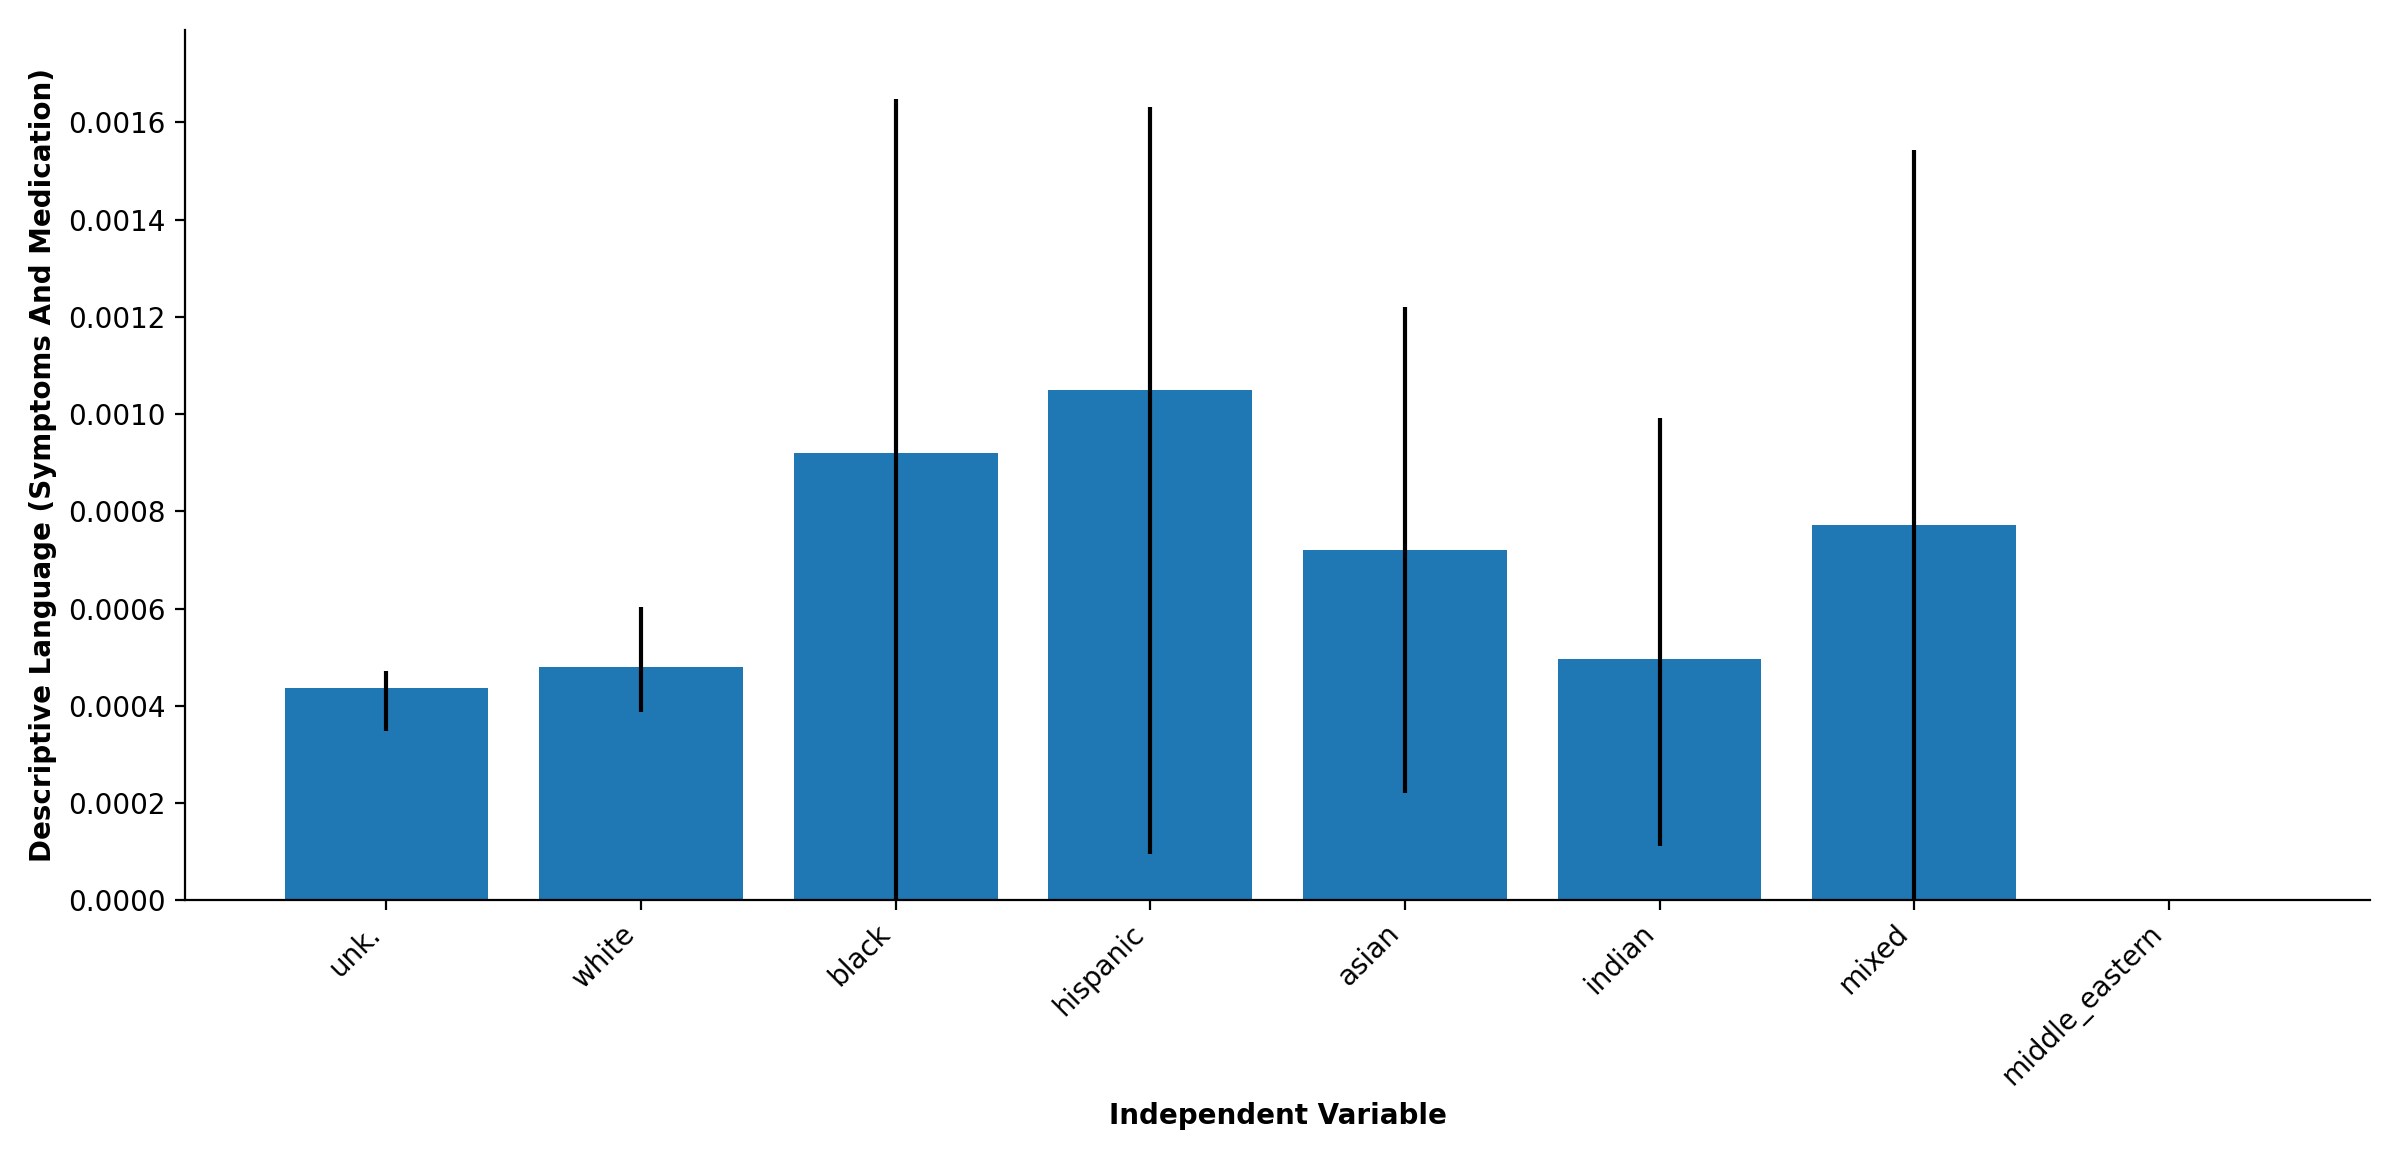 Descriptive Language (Symptoms And Medication)
0.0016
0.0014
0.0012
0.0010
0.0008
0.0006
0.0004
0.0002
0.0000
unk.
white
black
hispanic
asian
indian
mixed
middle_eastern
Independent Variable